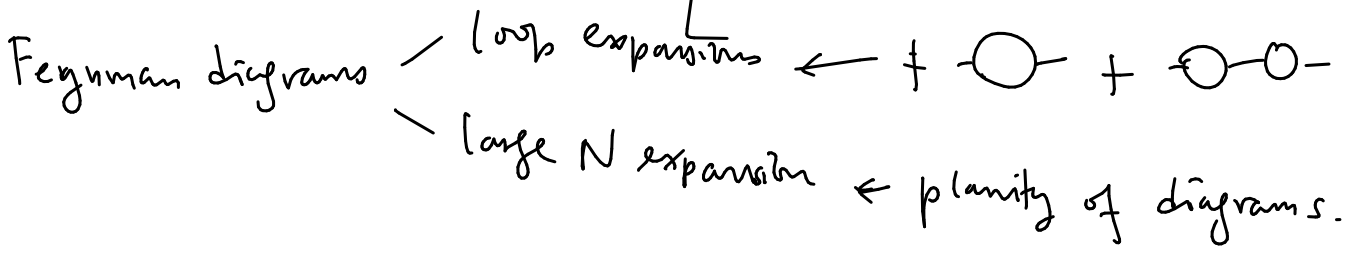 Feynman diagrams
loop expansions ← + -○- + -○-○-
large N expansion ← planity of diagrams.